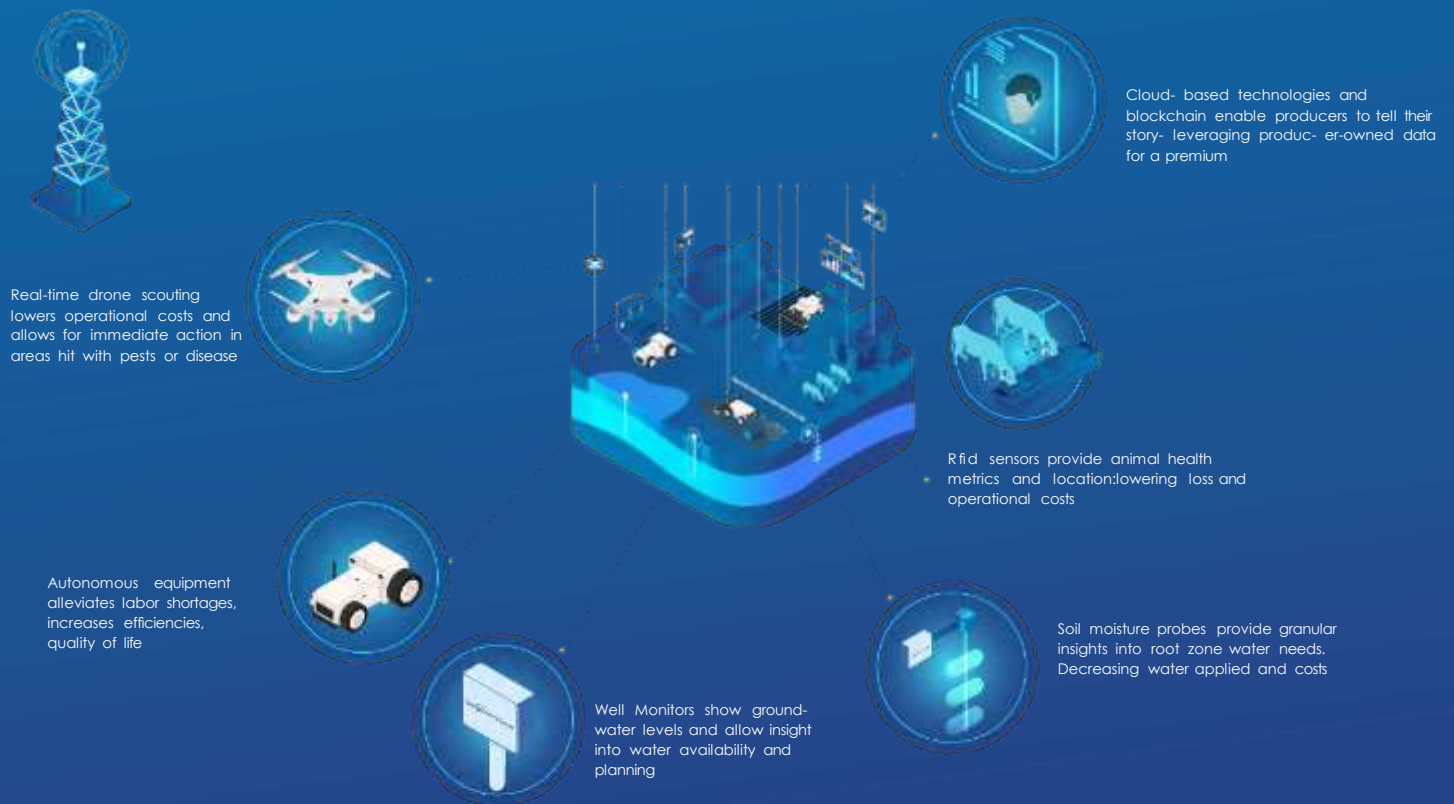 Cloud- based technologies and
blockchain enable producers to tell their
story- leveraging produc- er-owned data
for a premium
Real-time drone scouting
lowers operational costs and
allows for immediate action in
areas hit with pests or disease
Rfid sensors provide animal health
metrics and location:lowering loss and
operational costs
Autonomous equipment
alleviates labor shortages,
increases efficiencies,
quality of life
Soil moisture probes provide granular
insights into root zone water needs.
Decreasing water applied and costs
Well Monitors show ground-
water levels and allow insight
into water availability and
planning